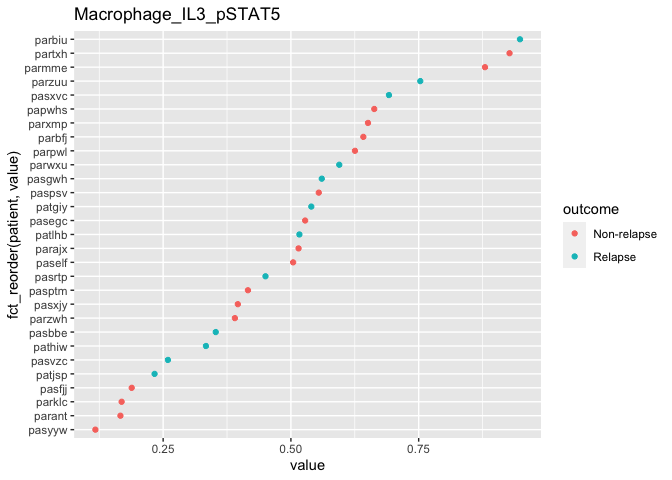 Macrophage_IL3_pSTAT5
fct_reorder(patient, value)
parbiu
partxh
parmme
parzuu
pasxvc
papwhs
parxmp
parbfj
parpwl
parwxu
pasgwh
paspsv
patgiy
pasegc
patlhb
parajx
paself
pasrtp
pasptm
pasxjy
parzwh
pasbbe
pathiw
pasvzc
patjsp
pasfjj
parklc
parant
pasyyw
0.25 0.50 0.75
value
outcome
Non-relapse
Relapse